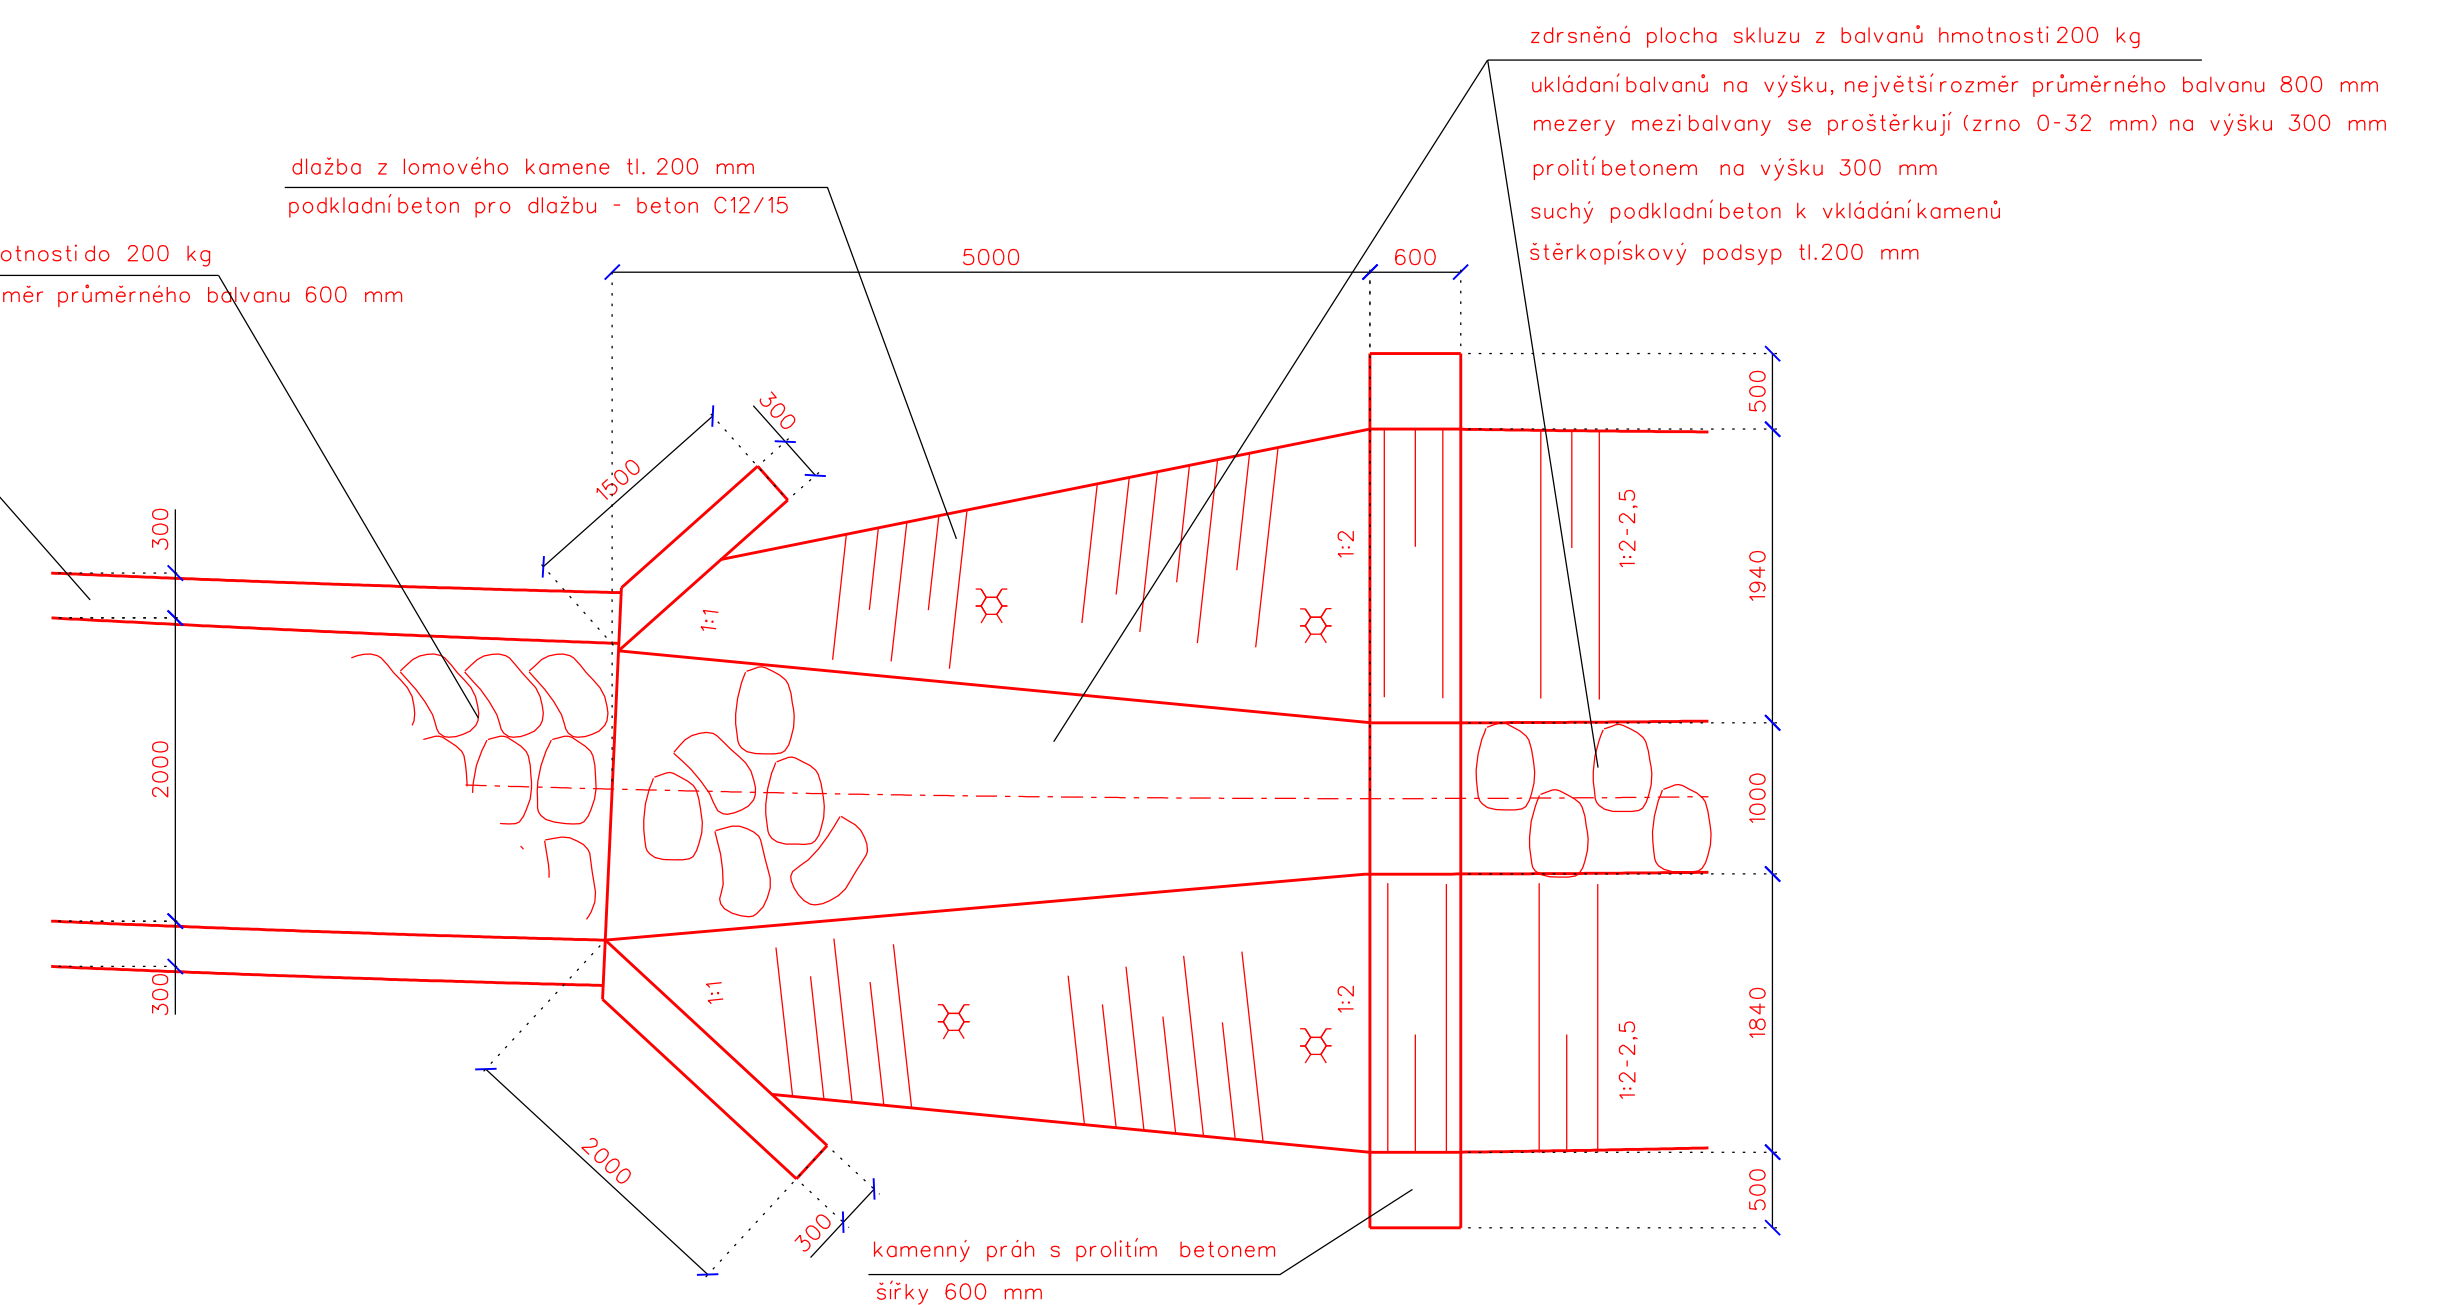 zdrsněná plocha skluzu z balvanů hmotnosti 200 kg
ukládaní balvanů na výšku, největší rozměr průměrného balvanu 800 mm
mezery mezi balvany se proštěrkují (zrno 0-32 mm) na výšku 300 mm
prolití betonem na výšku 300 mm
suchý podkladní beton k vkládání kamenů
štěrkopískový podsyp tl.200 mm
dlažba z lomového kamene tl. 200 mm
podkladní beton pro dlažbu - beton C12/15
otnosti do 200 kg
měr průměrného balvanu 600 mm
5000
600
300
1500
500
300
1:2
1:2-2,5
1940
1:1
2000
1000
300
1:1
1:2
1840
1:2-2,5
2000
300
500
kamenný práh s prolitím betonem
šířky 600 mm